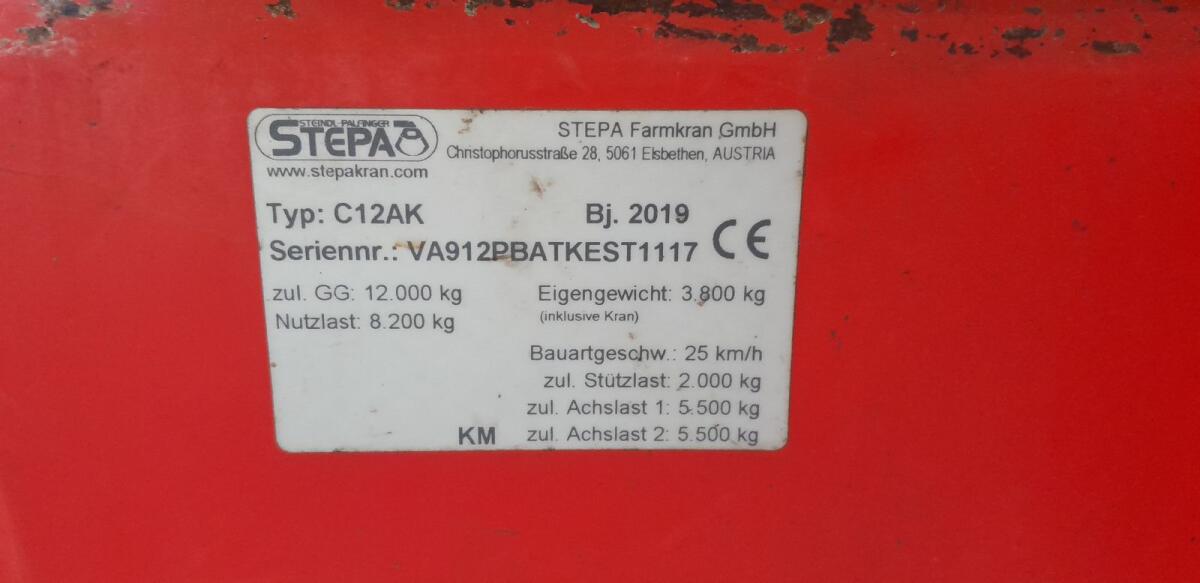 STEINDL-PALFINGER
STEPA
www.stepakran.com
STEPA Farmkran GmbH
Christophorusstraße 28, 5061 Elsbethen, AUSTRIA
Typ: C12AK Bj. 2019
Seriennr.: VA912PBATKEST1117 CE
zul. GG: 12.000 kg Eigengewicht: 3.800 kg
Nutzlast: 8.200 kg (inklusive Kran)
Bauartgeschw.: 25 km/h
zul. Stützlast: 2.000 kg
zul. Achslast 1: 5.500 kg
KM zul. Achslast 2: 5.500 kg